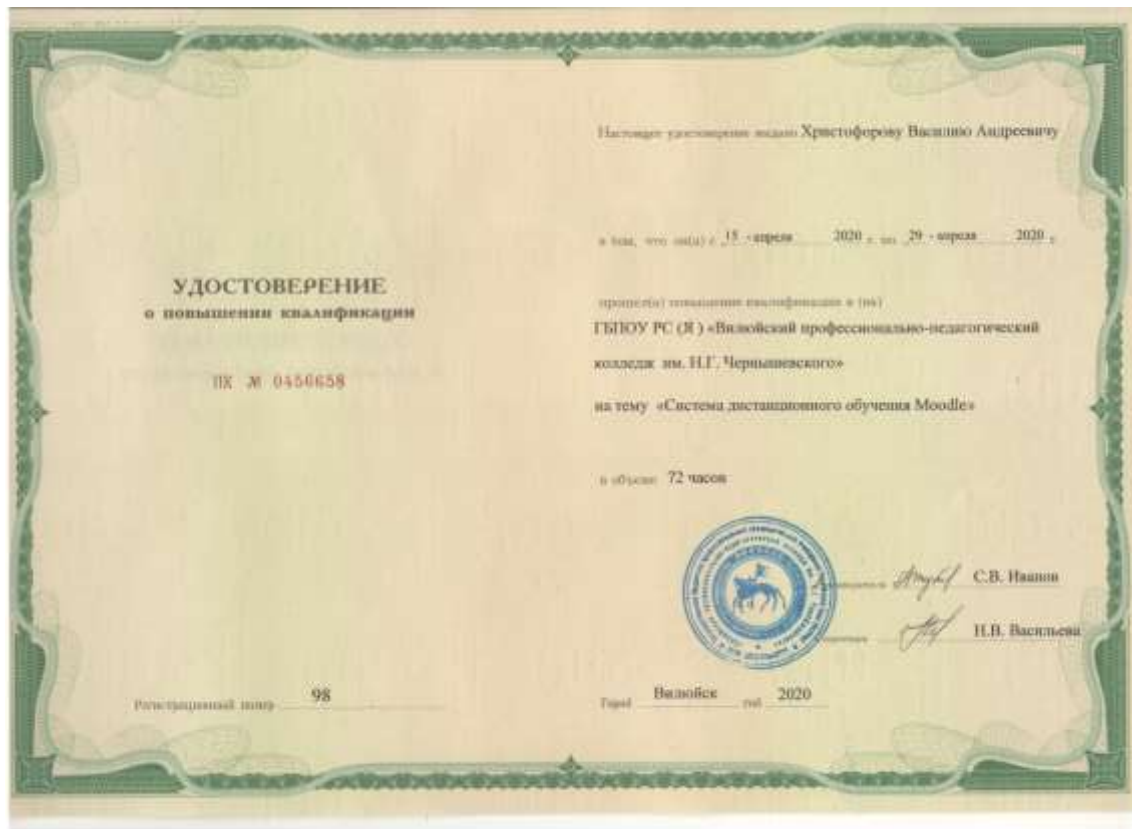 УДОСТОВЕРЕНИЕ
о повышении квалификации
ПК № 0456658
Регистрационный номер 98
Настоящее удостоверение выдано Христофорову Василию Андреевичу
в том, что он(а) с 15 - апреля 2020 г. по 29 - апреля 2020 г.
прошел(а) повышение квалификации в (на)
ГБПОУ РС (Я ) «Вилюйский профессионально-педагогический
колледж им. Н.Г. Чернышевского»
на тему «Система дистанционного обучения Moodle»
в объеме 72 часов
С.В. Иванов
Н.В. Васильева
Город Вилюйск год 2020